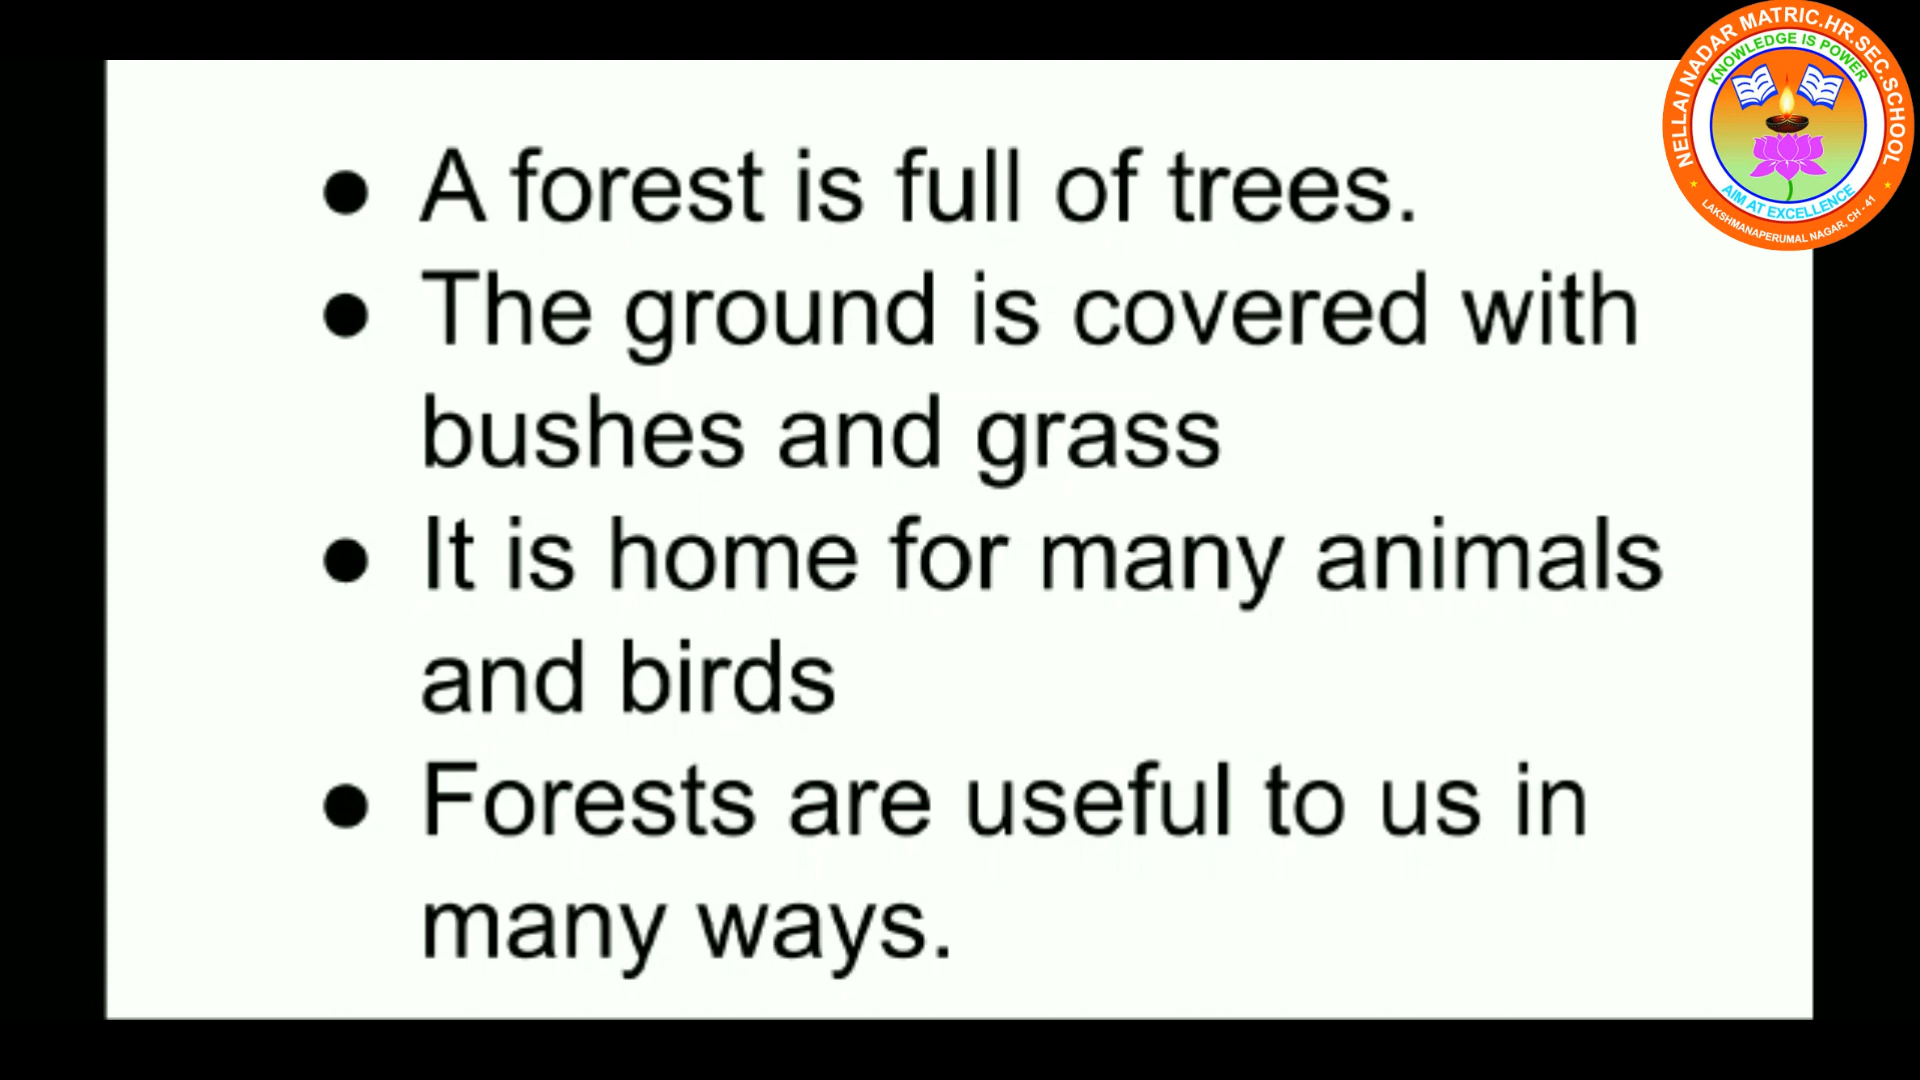 NELLAI NADAR MATRIC.HR.SEC.SCHOOL
KNOWLEDGE IS POWER
AIM AT EXCELLENCE
LAKSHMANAPERUMAL NAGAR, CH - 41
● A forest is full of trees.
● The ground is covered with
bushes and grass
● It is home for many animals
and birds
● Forests are useful to us in
many ways.